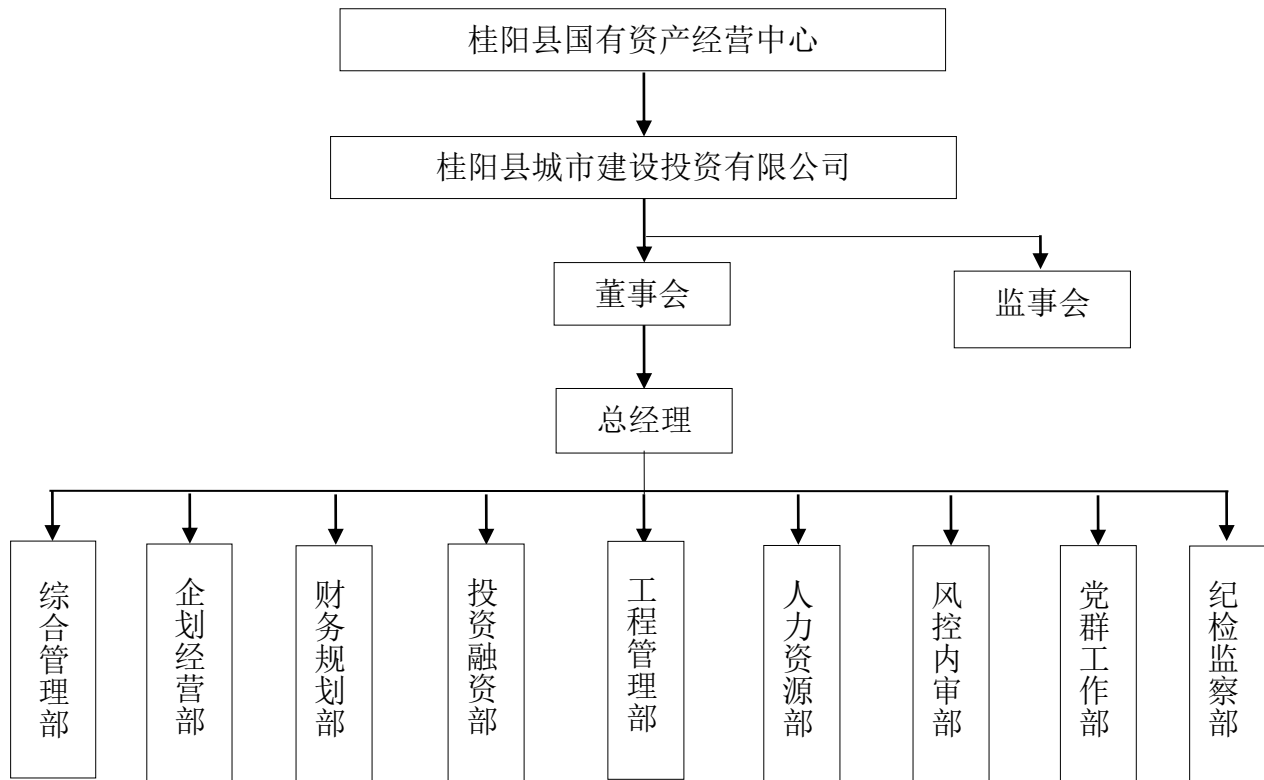 桂阳县国有资产经营中心
桂阳县城市建设投资有限公司
董事会
监事会
总经理
综合管理部
企划经营部
财务规划部
投资融资部
工程管理部
人力资源部
风控内审部
党群工作部
纪检监察部